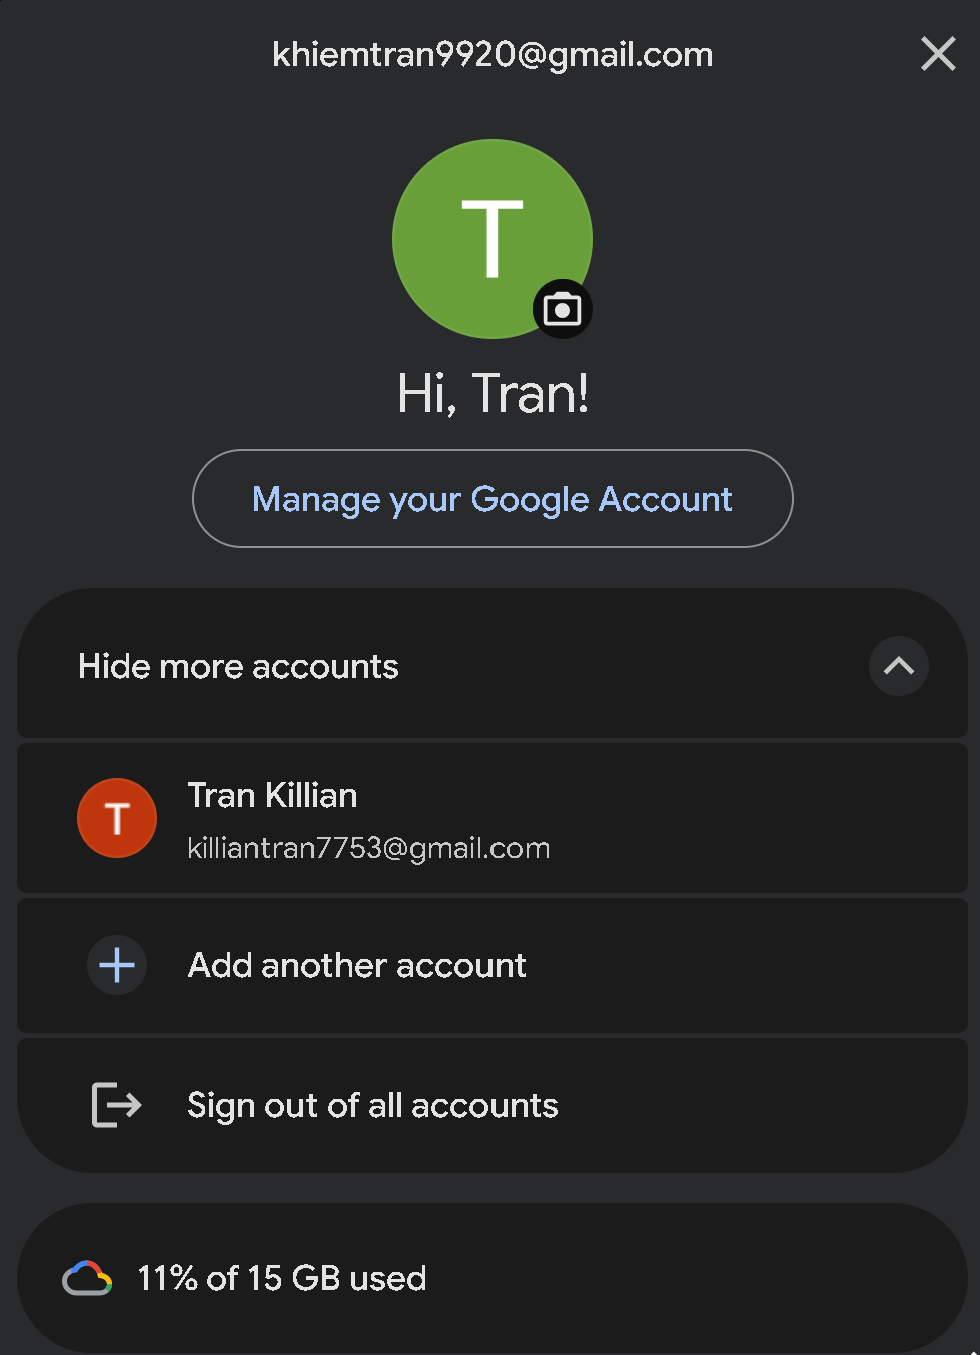 khiemtran9920@gmail.com
T
Hi, Tran!
Manage your Google Account
Hide more accounts
T
Tran Killian
killiantran7753@gmail.com
Add another account
Sign out of all accounts
11% of 15 GB used